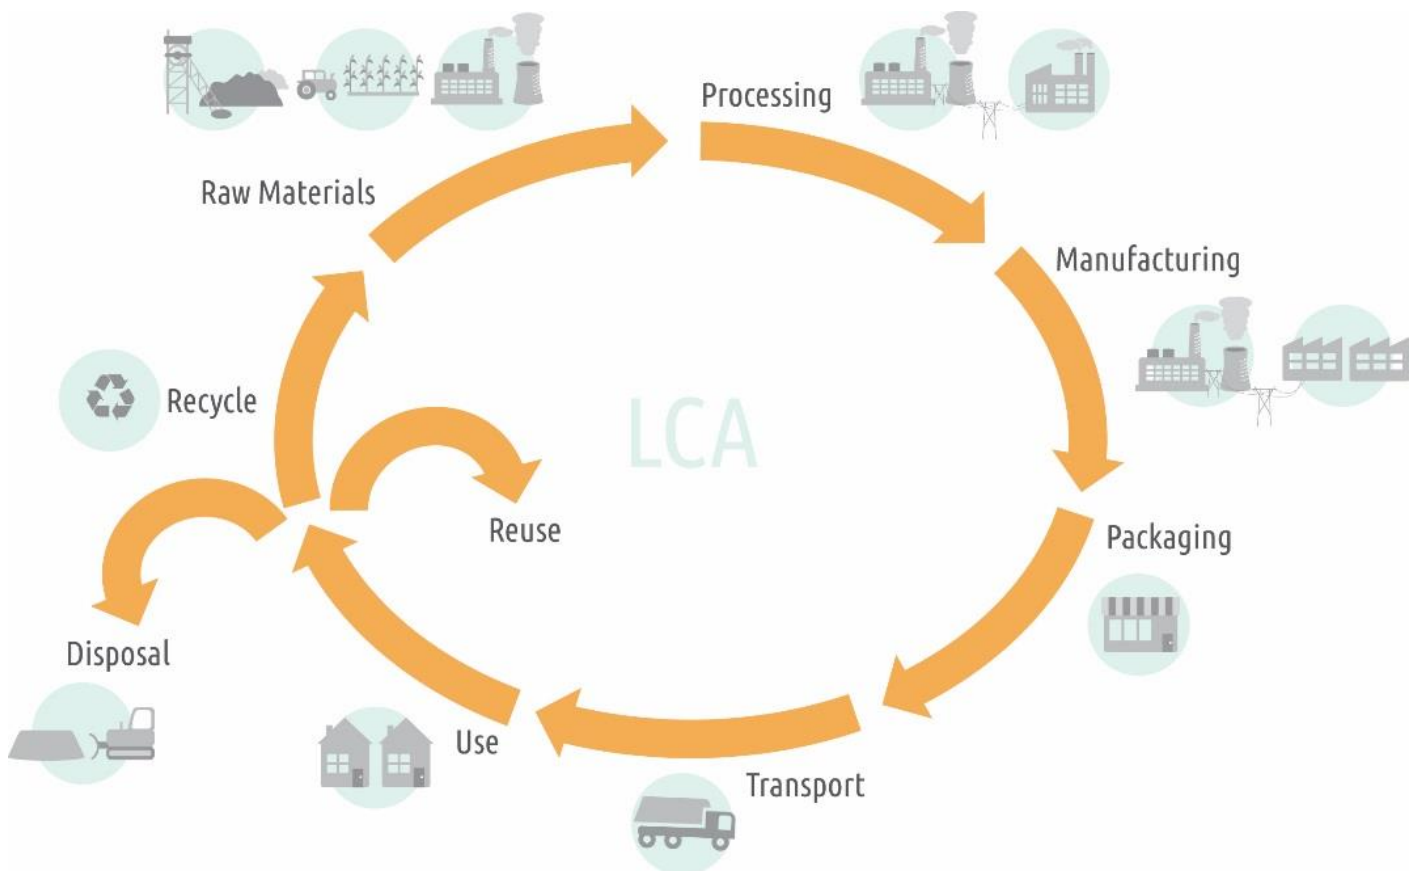 Processing
Raw Materials
Manufacturing
Recycle
LCA
Reuse
Packaging
Disposal
Use
Transport